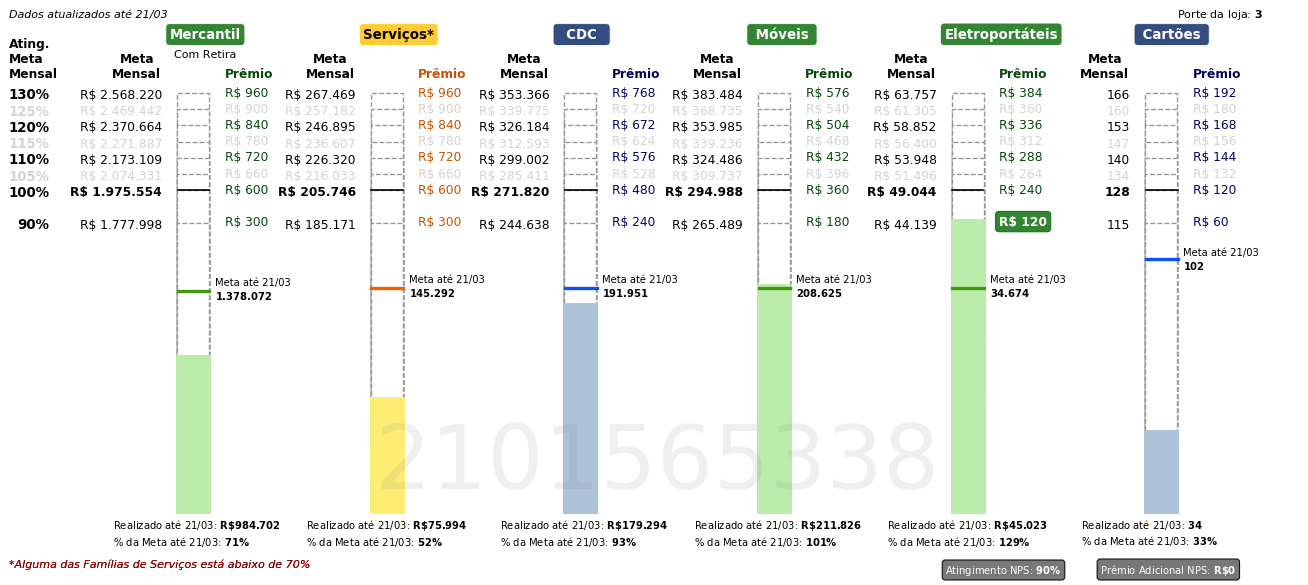 Dados atualizados até 21/03 Porte da loja: 3
Mercantil Serviços* CDC Móveis Eletroportáteis Cartões
Com Retira
Ating. Meta Mensal Meta Mensal Prêmio Meta Mensal Prêmio Meta Mensal Prêmio Meta Mensal Prêmio Meta Mensal Prêmio Meta Mensal Prêmio
130% R$ 2.568.220 R$ 960 R$ 267.469 R$ 960 R$ 353.366 R$ 768 R$ 383.484 R$ 576 R$ 63.757 R$ 384 166 R$ 192
125% R$ 2.469.442 R$ 900 R$ 257.182 R$ 900 R$ 339.775 R$ 720 R$ 368.735 R$ 540 R$ 61.305 R$ 360 160 R$ 180
120% R$ 2.370.664 R$ 840 R$ 246.895 R$ 840 R$ 326.184 R$ 672 R$ 353.985 R$ 504 R$ 58.852 R$ 336 153 R$ 168
115% R$ 2.271.887 R$ 780 R$ 236.607 R$ 780 R$ 312.593 R$ 624 R$ 339.236 R$ 468 R$ 56.400 R$ 312 147 R$ 156
110% R$ 2.173.109 R$ 720 R$ 226.320 R$ 720 R$ 299.002 R$ 576 R$ 324.486 R$ 432 R$ 53.948 R$ 288 140 R$ 144
105% R$ 2.074.331 R$ 660 R$ 216.033 R$ 660 R$ 285.411 R$ 528 R$ 309.737 R$ 396 R$ 51.496 R$ 264 134 R$ 132
100% R$ 1.975.554 R$ 600 R$ 205.746 R$ 600 R$ 271.820 R$ 480 R$ 294.988 R$ 360 R$ 49.044 R$ 240 128 R$ 120
90% R$ 1.777.998 R$ 300 R$ 185.171 R$ 300 R$ 244.638 R$ 240 R$ 265.489 R$ 180 R$ 44.139 R$ 120 115 R$ 60
Meta até 21/03 Meta até 21/03 Meta até 21/03 Meta até 21/03 Meta até 21/03 Meta até 21/03
1.378.072 145.292 191.951 208.625 34.674 102
2101565338
Realizado até 21/03: R$984.702 Realizado até 21/03: R$75.994 Realizado até 21/03: R$179.294 Realizado até 21/03: R$211.826 Realizado até 21/03: R$45.023 Realizado até 21/03: 34
% da Meta até 21/03: 71% % da Meta até 21/03: 52% % da Meta até 21/03: 93% % da Meta até 21/03: 101% % da Meta até 21/03: 129% % da Meta até 21/03: 33%
*Alguma das Famílias de Serviços está abaixo de 70% Atingimento NPS: 90% Prêmio Adicional NPS: R$0